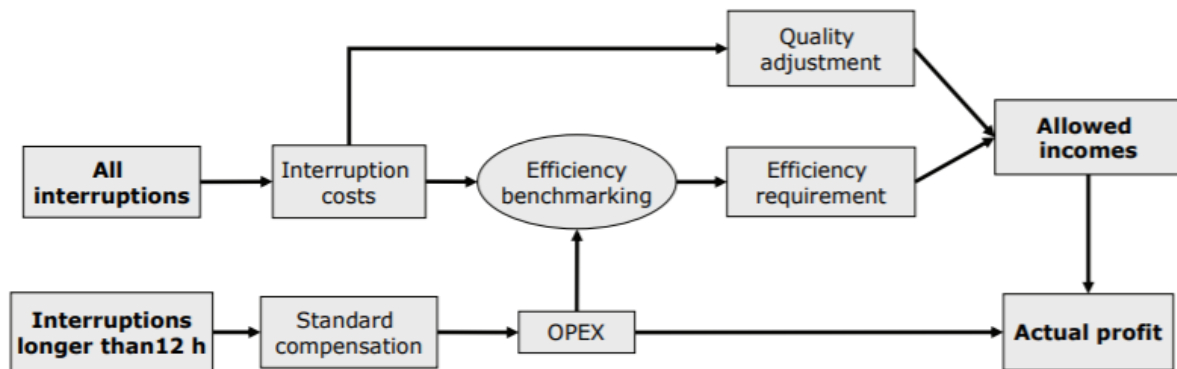 Quality
adjustment
All
interruptions
Interruption
costs
Efficiency
benchmarking
Efficiency
requirement
Allowed
incomes
Interruptions
longer than12 h
Standard
compensation
OPEX
Actual profit